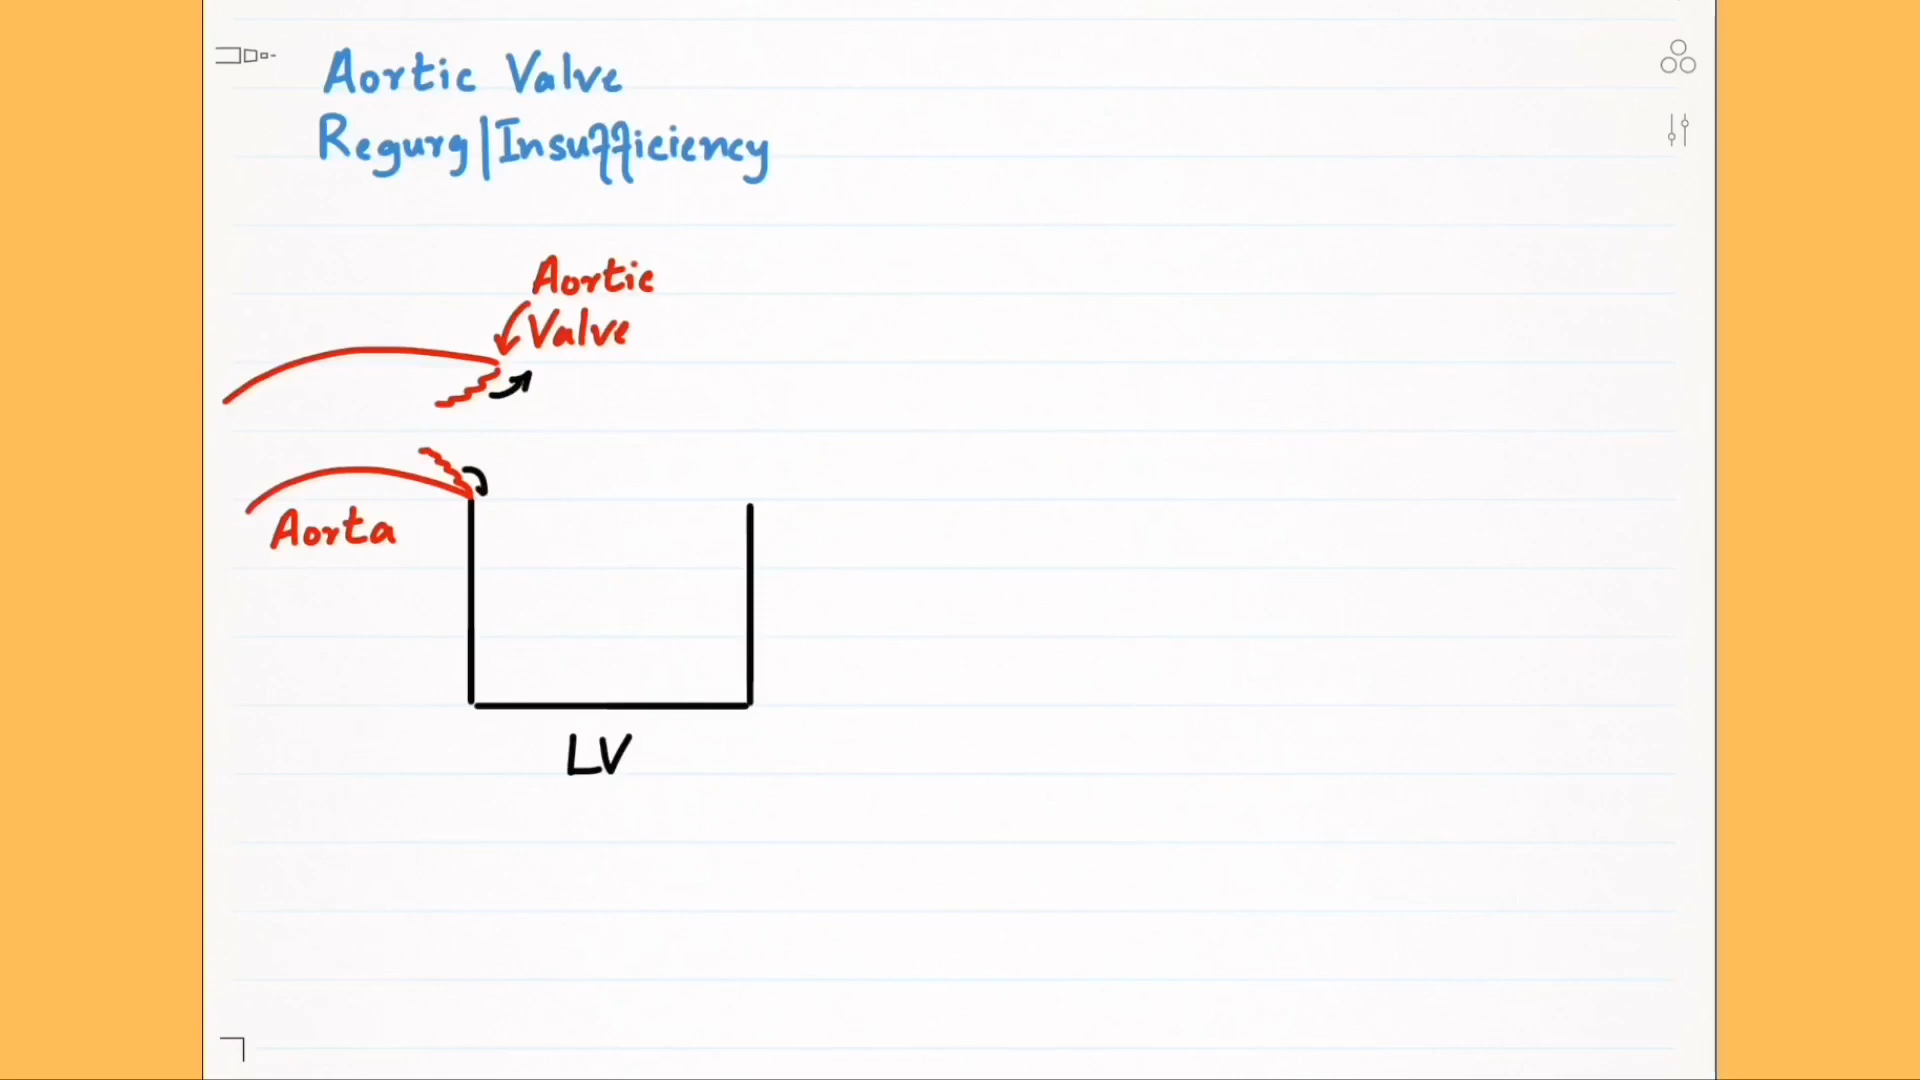 Aortic Valve
Regurg|Insufficiency
Aortic
Valve
Aorta
LV